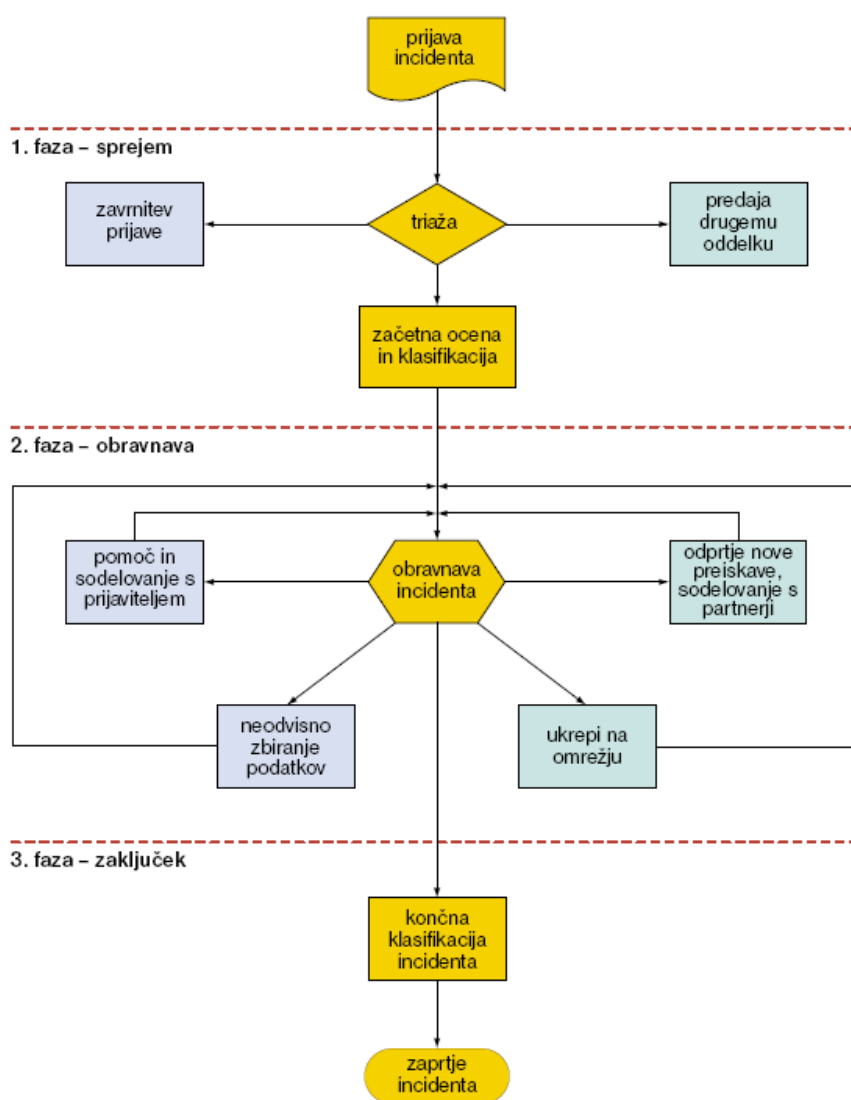 prijava
incidenta
1. faza – sprejem
zavrnitev
prijave
triaža
predaja
drugemu
oddelku
začetna ocena
in klasifikacija
2. faza – obravnava
pomoč in
sodelovanje s
prijaviteljem
obravnava
incidenta
odprtje nove
preiskave,
sodelovanje s
partnerji
neodvisno
zbiranje
podatkov
ukrepi na
omrežju
3. faza – zaključek
končna
klasifikacija
incidenta
zaprtje
incidenta